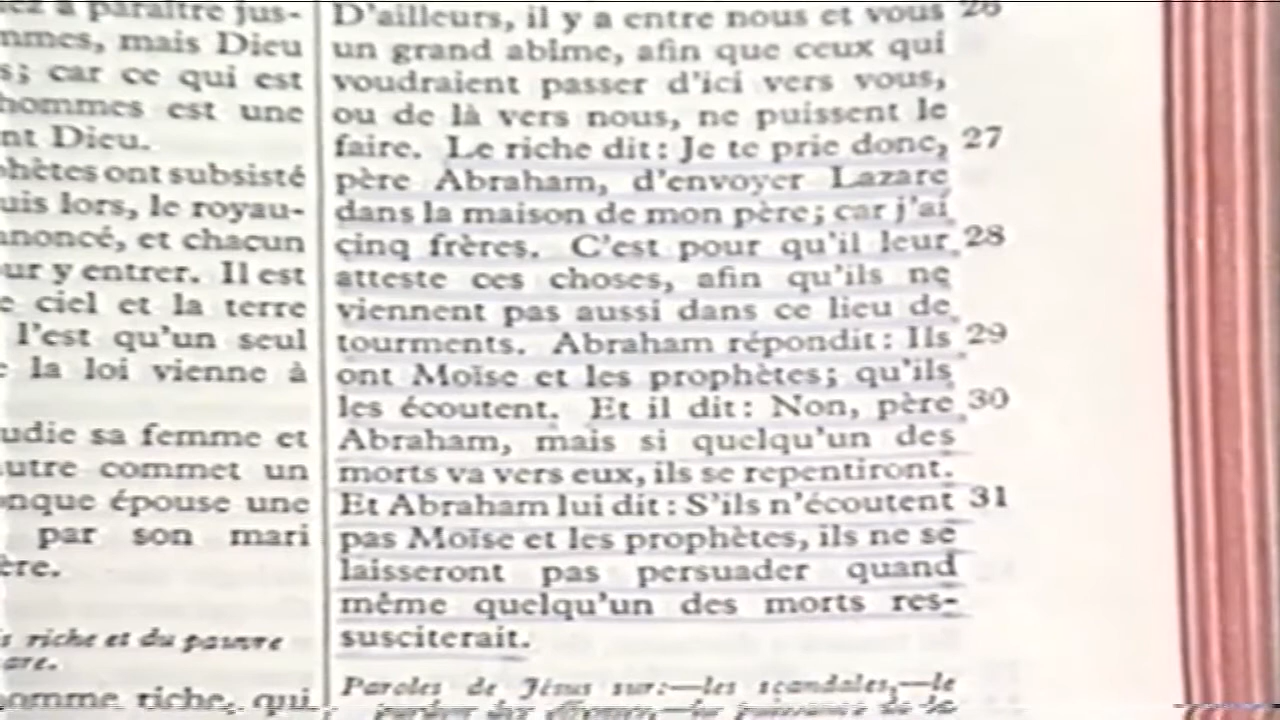 à paraître jus-
mmes, mais Dieu
s; car ce qui est
hommes est une
nt Dieu.
phètes ont subsisté
uis lors, le royau-
nnoncé, et chacun
ur y entrer. Il est
e ciel et la terre
l'est qu'un seul
e la loi vienne à
udie sa femme et
autre commet un
onque épouse une
par son mari
ère.
riche et du pauvre
are.
omme riche, qui
D'ailleurs, il y a entre nous et vous 26
un grand abîme, afin que ceux qui
voudraient passer d'ici vers vous,
ou de là vers nous, ne puissent le
faire. Le riche dit: Je te prie donc, 27
père Abraham, d'envoyer Lazare
dans la maison de mon père; car j'ai
cinq frères. C'est pour qu'il leur 28
atteste ces choses, afin qu'ils ne
viennent pas aussi dans ce lieu de
tourments. Abraham répondit: Ils 29
ont Moïse et les prophètes; qu'ils
les écoutent. Et il dit: Non, père 30
Abraham, mais si quelqu'un des
morts va vers eux, ils se repentiront.
Et Abraham lui dit: S'ils n'écoutent 31
pas Moïse et les prophètes, ils ne se
laisseront pas persuader quand
même quelqu'un des morts res-
susciterait.
Paroles de Jésus sur:—les scandales,—le